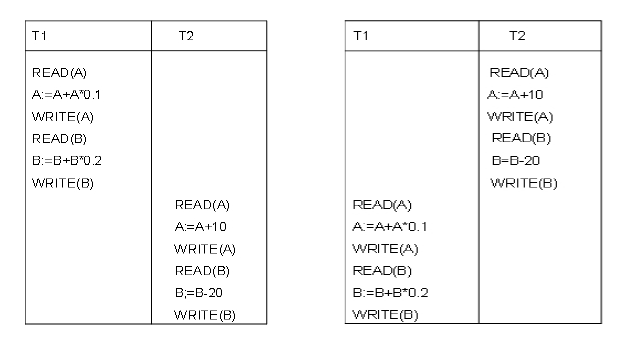 T1 T2
READ(A)
A:=A+A*0.1
WRITE(A)
READ(B)
B:=B+B*0.2
WRITE(B)
READ(A)
A:=A+10
WRITE(A)
READ(B)
B;=B-20
WRITE(B)
T1 T2
READ(A)
A:=A+10
WRITE(A)
READ(B)
B=B-20
WRITE(B)
READ(A)
A:=A+A*0.1
WRITE(A)
READ(B)
B:=B+B*0.2
WRITE(B)